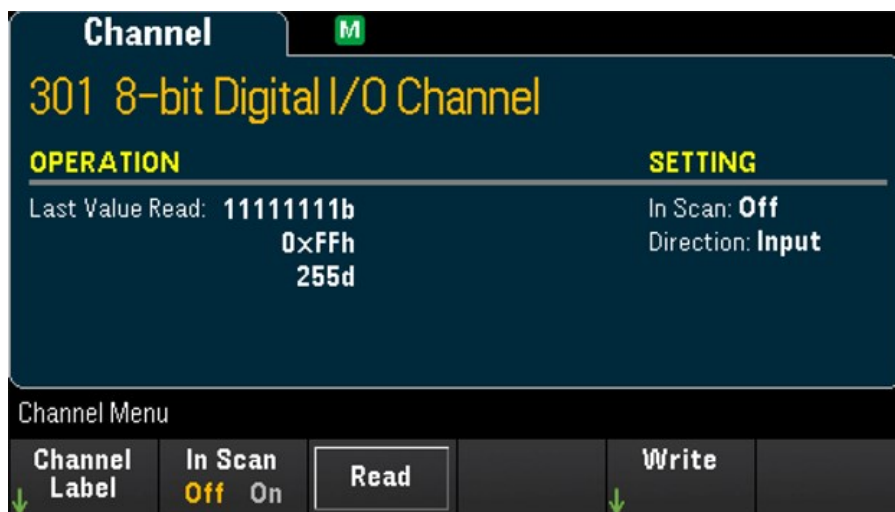 Channel M
301 8-bit Digital I/O Channel
OPERATION SETTING
Last Value Read: 11111111b In Scan: Off
0xFFh Direction: Input
255d
Channel Menu
Channel Label In Scan Off On Read Write